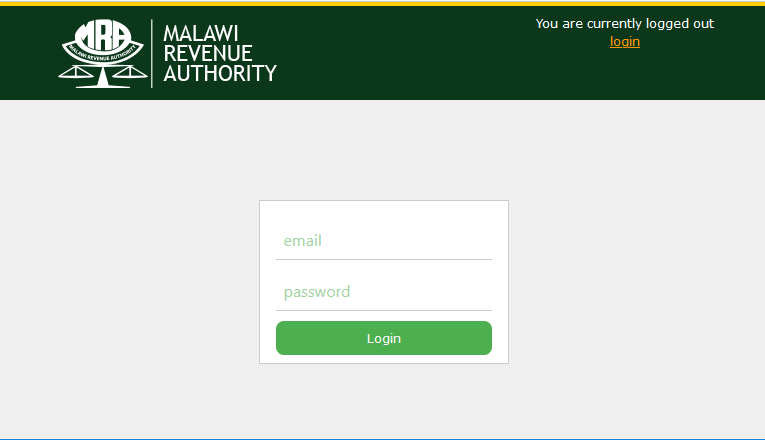 MRA
MALAWI REVENUE AUTHORITY
MALAWI
REVENUE
AUTHORITY
You are currently logged out
login
email
password
Login